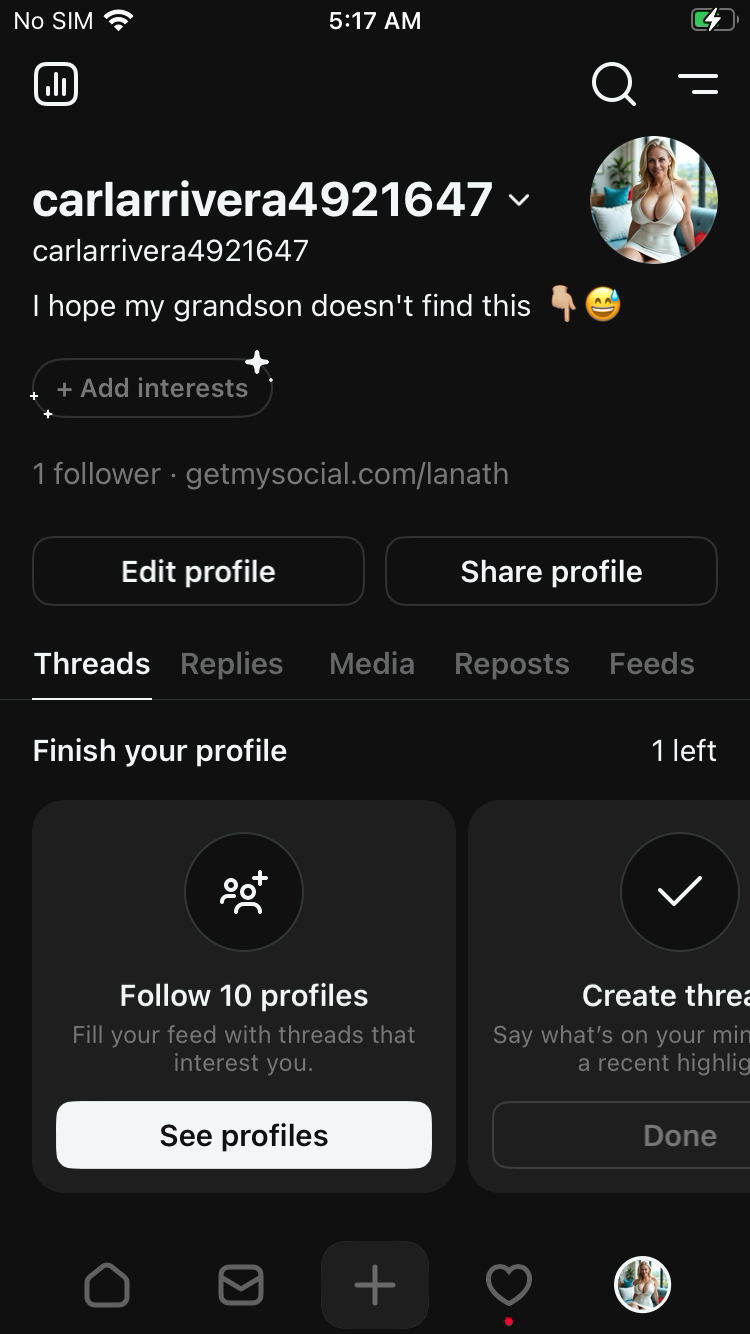 No SIM 5:17 AM
carlarrivera4921647
carlarrivera4921647
I hope my grandson doesn't find this 👇🏼😅
+ Add interests
1 follower · getmysocial.com/lanath
Edit profile Share profile
Threads Replies Media Reposts Feeds
Finish your profile 1 left
Follow 10 profiles
Fill your feed with threads that
interest you.
See profiles
Create threa
Say what’s on your min
a recent highlig
Done